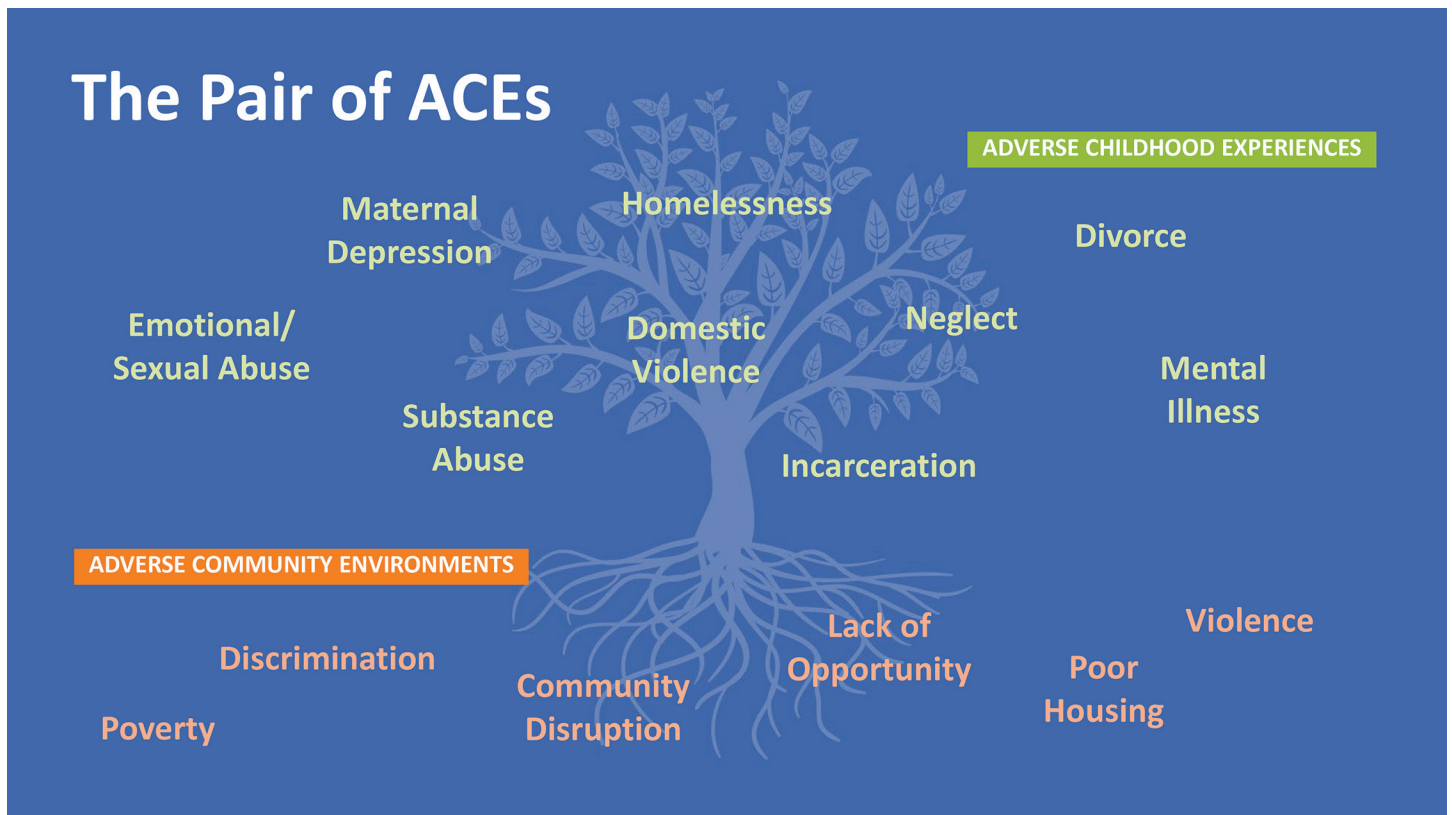 The Pair of ACEs
ADVERSE CHILDHOOD EXPERIENCES
Maternal
Depression
Homelessness
Divorce
Emotional/
Sexual Abuse
Domestic
Violence
Neglect
Mental
Illness
Substance
Abuse
Incarceration
ADVERSE COMMUNITY ENVIRONMENTS
Discrimination
Poverty
Community
Disruption
Lack of
Opportunity
Poor
Housing
Violence